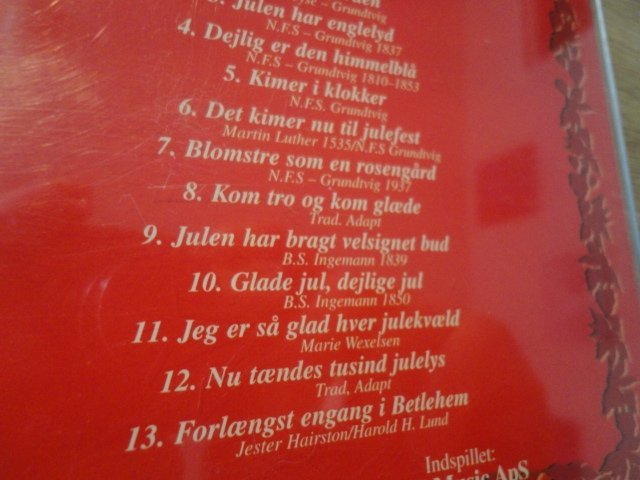 – Grundtvig
3. Julen har englelyd
N.F.S – Grundtvig 1837
4. Dejlig er den himmelblå
N.F.S. – Grundtvig 1810–1853
5. Kimer i klokker
N.F.S. Grundtvig
6. Det kimer nu til julefest
Martin Luther 1535/N.F.S Grundtvig
7. Blomstre som en rosengård
N.F.S – Grundtvig 1937
8. Kom tro og kom glæde
Trad. Adapt
9. Julen har bragt velsignet bud
B.S. Ingemann 1839
10. Glade jul, dejlige jul
B.S. Ingemann 1850
11. Jeg er så glad hver julekvæld
Marie Wexelsen
12. Nu tændes tusind julelys
Trad, Adapt
13. Forlængst engang i Betlehem
Jester Hairston/Harold H. Lund
Indspillet:
Music ApS